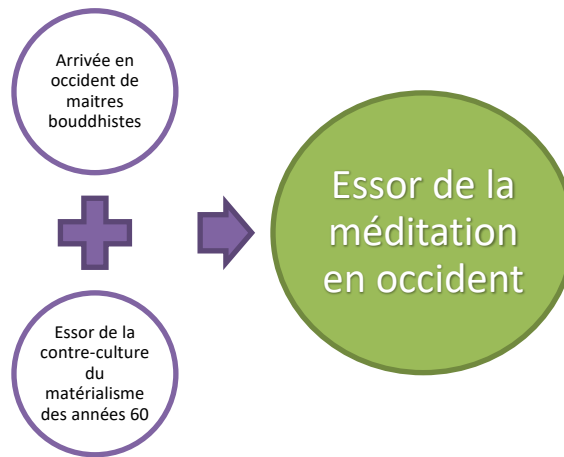 Arrivée en
occident de
maitres
bouddhistes
Essor de la
contre-culture
du
matérialisme
des années 60
Essor de la
méditation
en occident